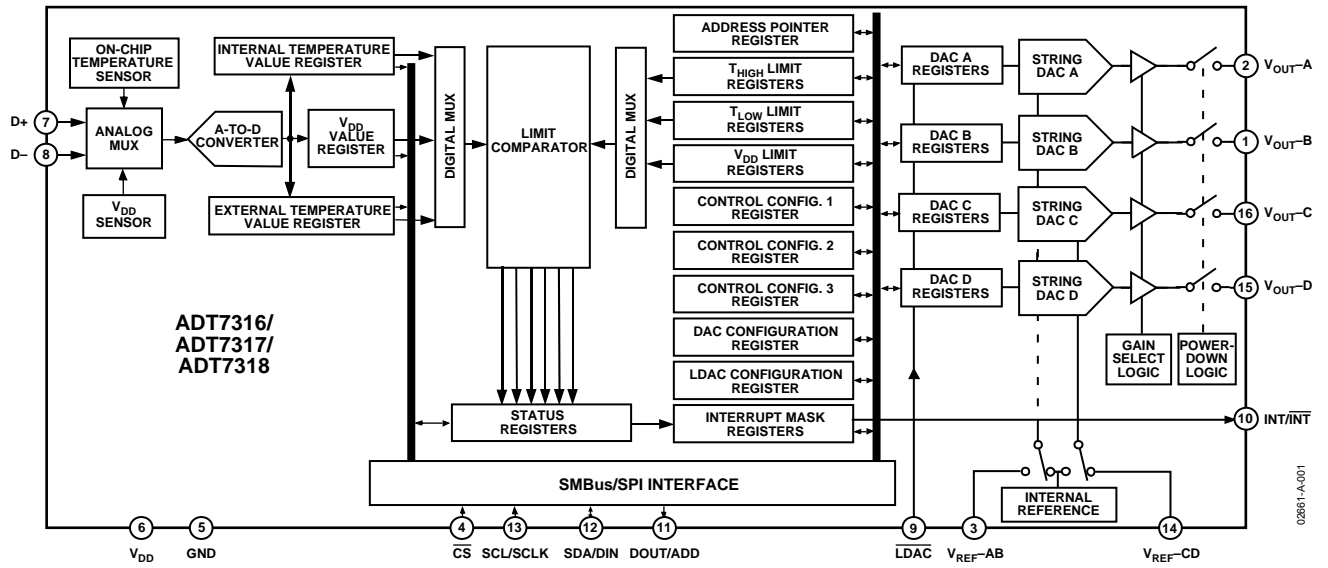 ON-CHIP
TEMPERATURE
SENSOR
D+
7
D–
8
ANALOG
MUX
V_DD
SENSOR
A-TO-D
CONVERTER
INTERNAL TEMPERATURE
VALUE REGISTER
V_DD
VALUE
REGISTER
EXTERNAL TEMPERATURE
VALUE REGISTER
DIGITAL MUX
LIMIT
COMPARATOR
DIGITAL MUX
ADDRESS POINTER
REGISTER
T_HIGH LIMIT
REGISTERS
T_LOW LIMIT
REGISTERS
V_DD LIMIT
REGISTERS
CONTROL CONFIG. 1
REGISTER
CONTROL CONFIG. 2
REGISTER
CONTROL CONFIG. 3
REGISTER
DAC CONFIGURATION
REGISTER
LDAC CONFIGURATION
REGISTER
INTERRUPT MASK
REGISTERS
STATUS
REGISTERS
SMBus/SPI INTERFACE
ADT7316/
ADT7317/
ADT7318
DAC A
REGISTERS
STRING
DAC A
2
V_OUT–A
DAC B
REGISTERS
STRING
DAC B
1
V_OUT–B
DAC C
REGISTERS
STRING
DAC C
16
V_OUT–C
DAC D
REGISTERS
STRING
DAC D
15
V_OUT–D
GAIN
SELECT
LOGIC
POWER-
DOWN
LOGIC
10
INT/INT
INTERNAL
REFERENCE
6
V_DD
5
GND
4
CS
13
SCL/SCLK
12
SDA/DIN
11
DOUT/ADD
9
LDAC
3
V_REF–AB
14
V_REF–CD
02661-A-001